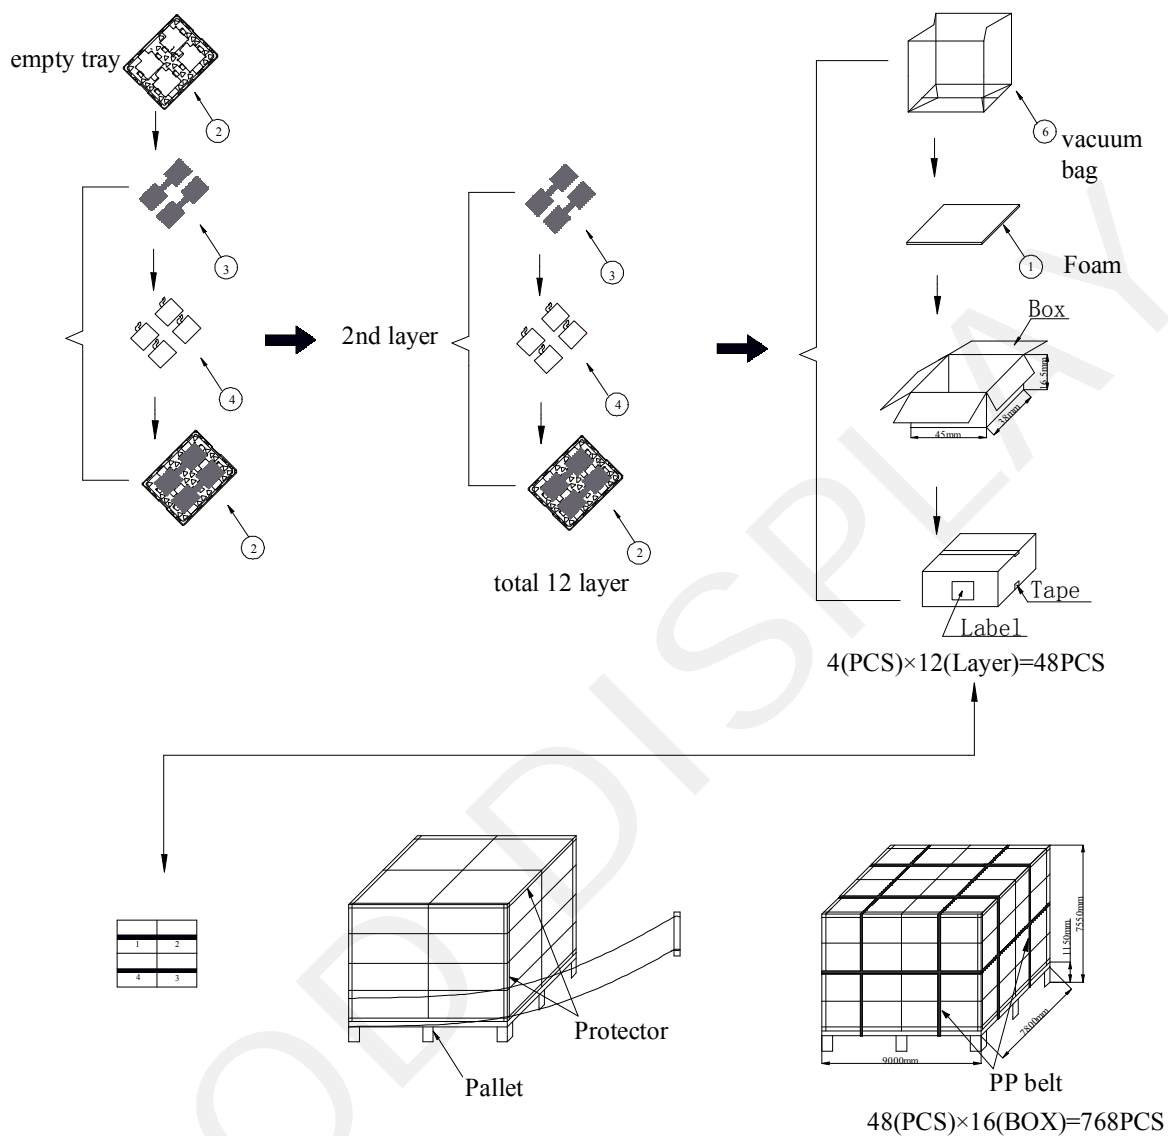 empty tray
2
3
4
2
2nd layer
3
4
2
total 12 layer
6
vacuum
bag
1
Foam
Box
16.5mm
38mm
45mm
Tape
Label
4(PCS)×12(Layer)=48PCS
1 2
4 3
Protector
Pallet
7550mm
1150mm
7800mm
9000mm
PP belt
48(PCS)×16(BOX)=768PCS
OD DISPLAY